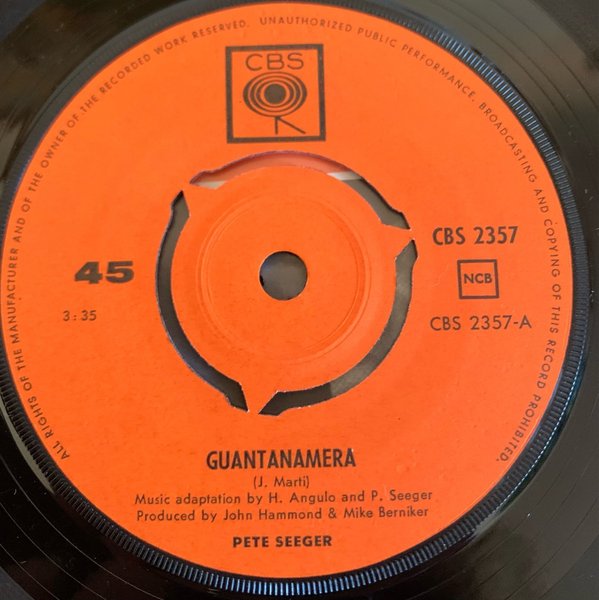 ALL RIGHTS OF THE MANUFACTURER AND OF THE OWNER OF THE RECORDED WORK RESERVED. UNAUTHORIZED PUBLIC PERFORMANCE, BROADCASTING AND COPYING OF THIS RECORD PROHIBITED.
CBS
45
3:35
CBS 2357
NCB
CBS 2357-A
GUANTANAMERA
(J. Marti)
Music adaptation by H. Angulo and P. Seeger
Produced by John Hammond & Mike Berniker
PETE SEEGER